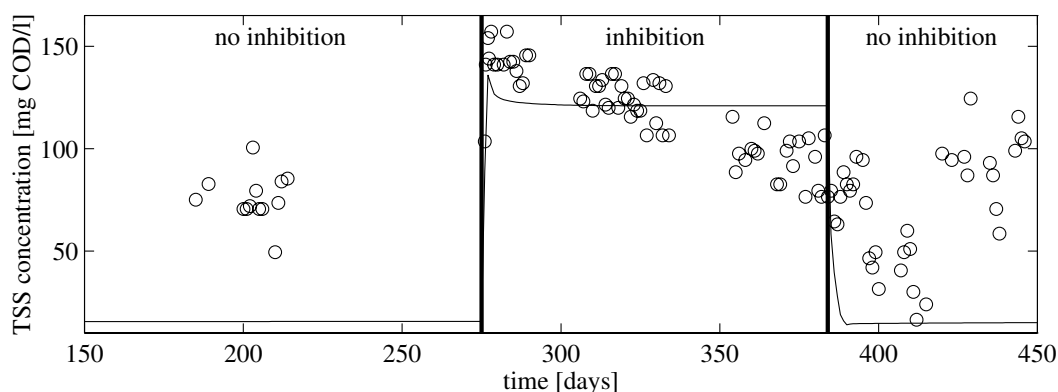 no inhibition
inhibition
no inhibition
TSS concentration [mg COD/l]
150
100
50
150
200
250
300
350
400
450
time [days]